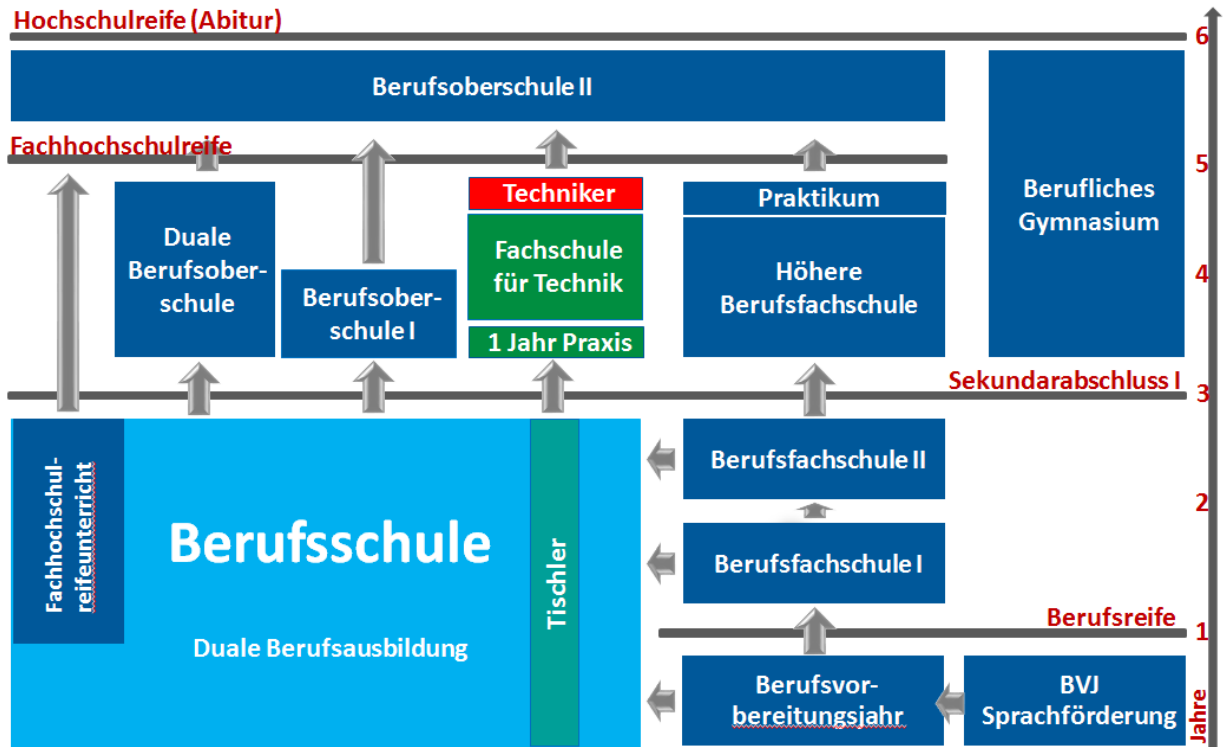 Hochschulreife (Abitur)
6
Berufsoberschule II
Fachhochschulreife
5
Berufliches
Gymnasium
Duale
Berufsober-
schule
Berufsober-
schule I
Techniker
Fachschule
für Technik
1 Jahr Praxis
Praktikum
Höhere
Berufsfachschule
4
Sekundarabschluss I
3
Fachhochschul-
reifeunterricht
Berufsschule
Duale Berufsausbildung
Tischler
Berufsfachschule II
2
Berufsfachschule I
Berufsreife
1
Berufsvor-
bereitungsjahr
BVJ
Sprachförderung
Jahre